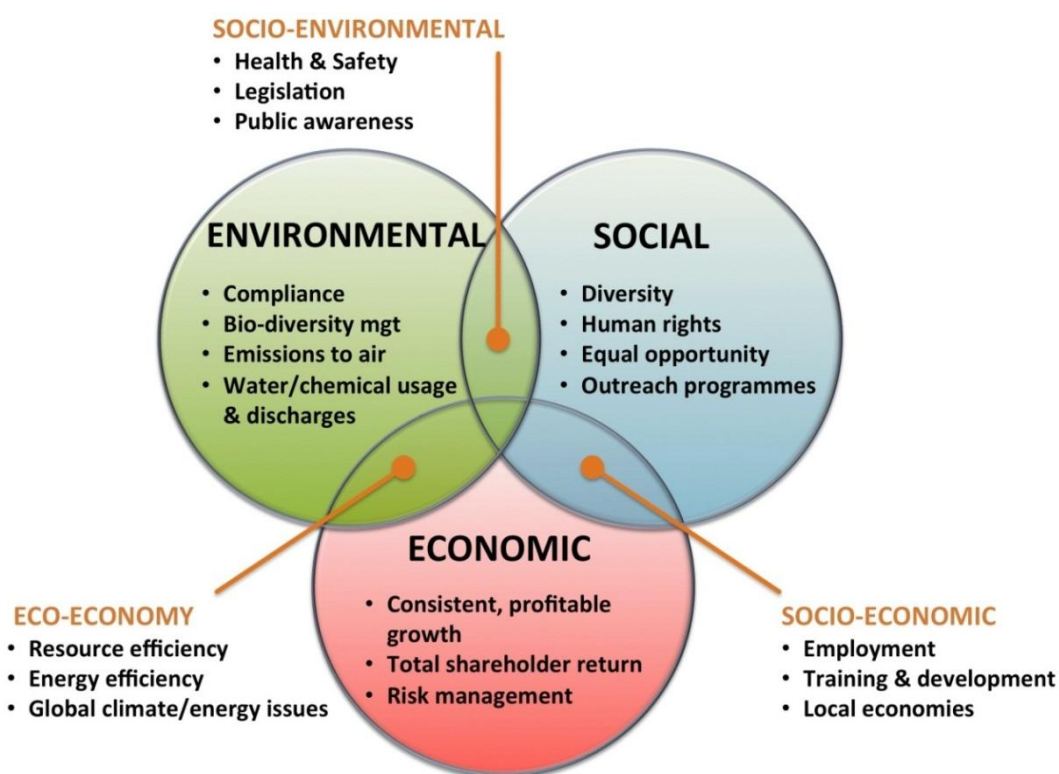 SOCIO-ENVIRONMENTAL
• Health & Safety
• Legislation
• Public awareness
ENVIRONMENTAL
• Compliance
• Bio-diversity mgt
• Emissions to air
• Water/chemical usage
& discharges
SOCIAL
• Diversity
• Human rights
• Equal opportunity
• Outreach programmes
ECONOMIC
• Consistent, profitable
growth
• Total shareholder return
• Risk management
ECO-ECONOMY
• Resource efficiency
• Energy efficiency
• Global climate/energy issues
SOCIO-ECONOMIC
• Employment
• Training & development
• Local economies